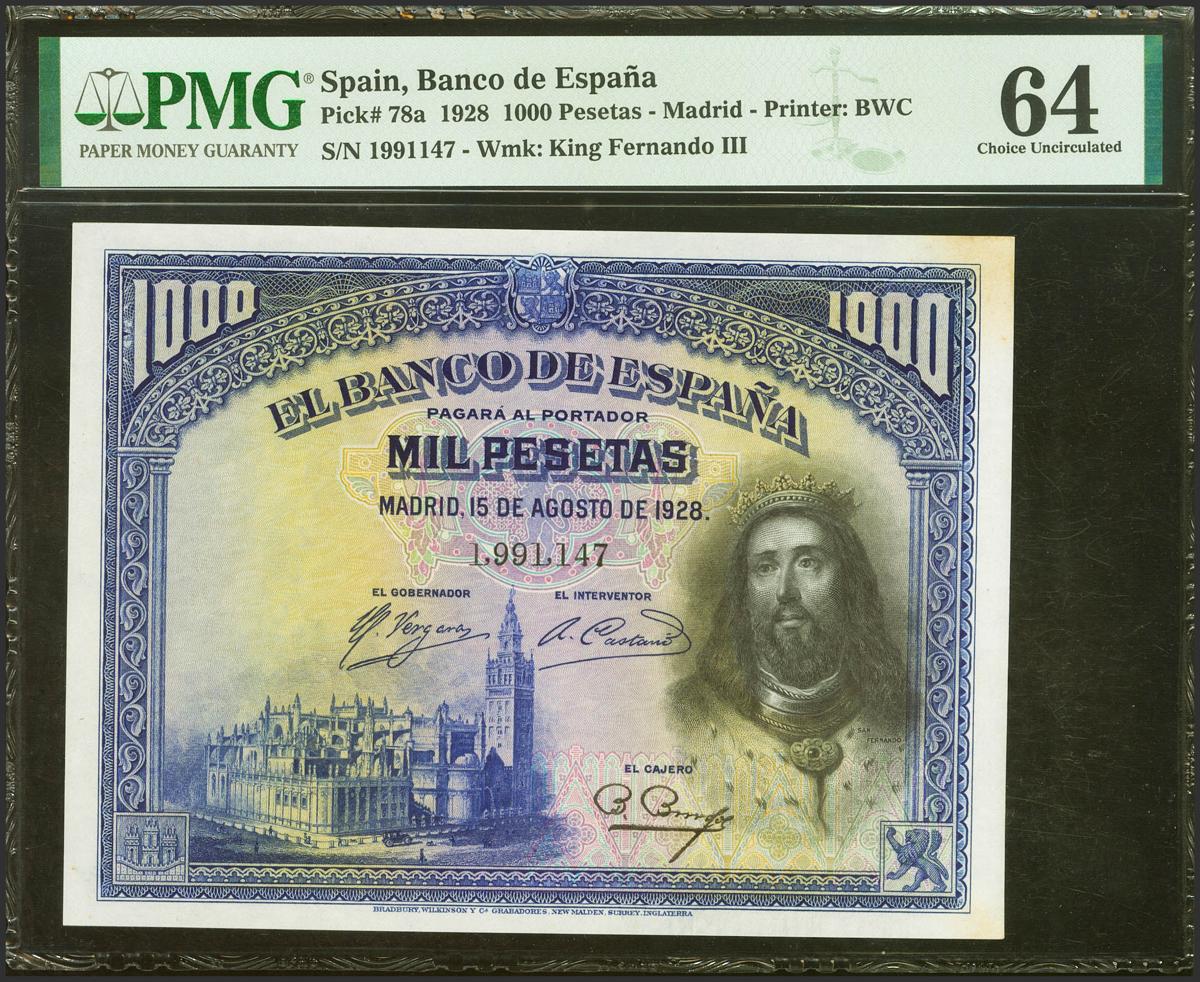 PMG®
PAPER MONEY GUARANTY
Spain, Banco de España
Pick# 78a 1928 1000 Pesetas - Madrid - Printer: BWC
S/N 1991147 - Wmk: King Fernando III
64
Choice Uncirculated
1000
1000
EL BANCO DE ESPAÑA
PAGARÁ AL PORTADOR
MIL PESETAS
MADRID, 15 DE AGOSTO DE 1928.
1,991,147
EL GOBERNADOR
EL INTERVENTOR
Vergara
A. Castaño
SAN
FERNANDO
EL CAJERO
BRADBURY, WILKINSON Y Cª GRABADORES, NEW MALDEN, SURREY, INGLATERRA